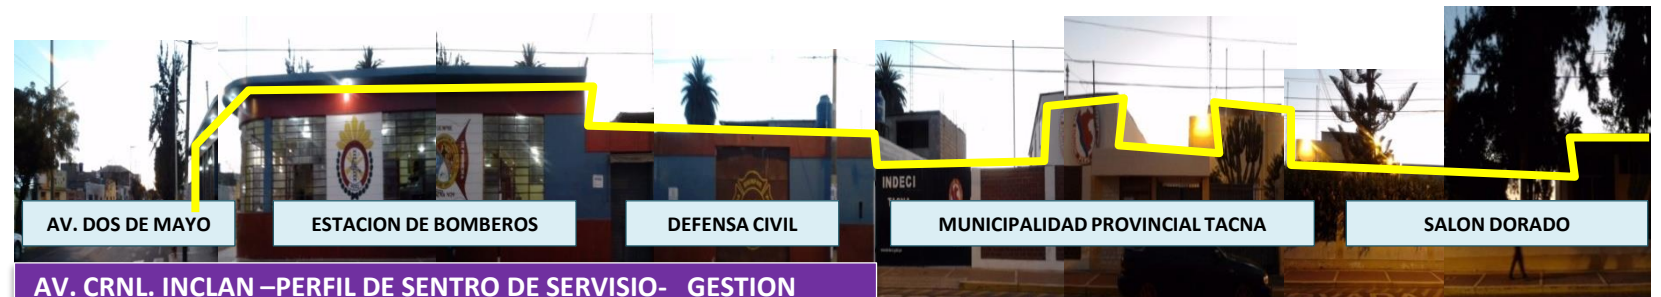 INDECI
AV. DOS DE MAYO
ESTACION DE BOMBEROS
DEFENSA CIVIL
MUNICIPALIDAD PROVINCIAL TACNA
SALON DORADO
AV. CRNL. INCLAN –PERFIL DE SENTRO DE SERVISIO- GESTION